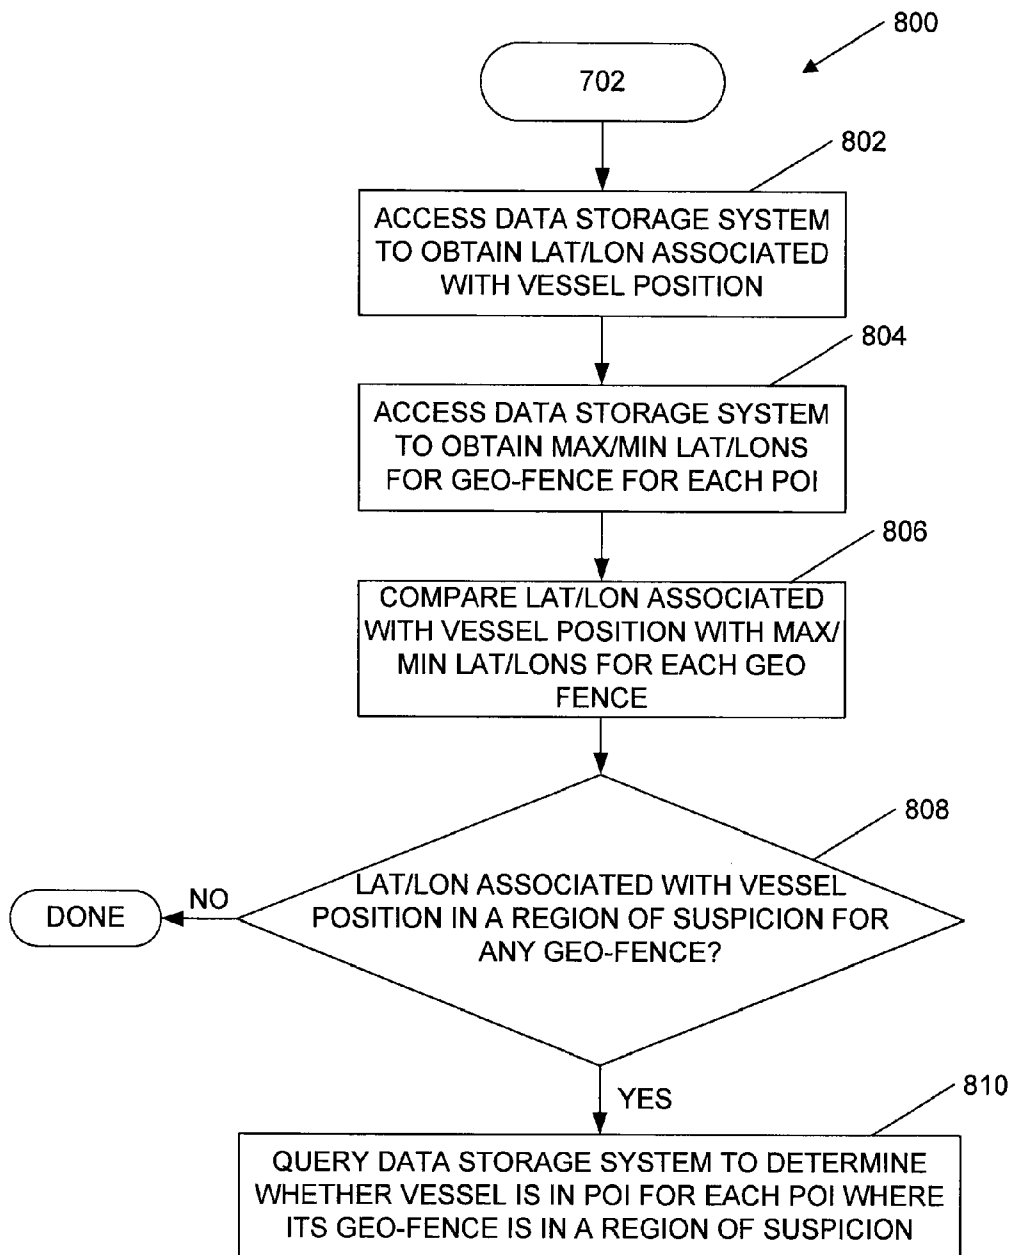 800
702
802
ACCESS DATA STORAGE SYSTEM
TO OBTAIN LAT/LON ASSOCIATED
WITH VESSEL POSITION
804
ACCESS DATA STORAGE SYSTEM
TO OBTAIN MAX/MIN LAT/LONS
FOR GEO-FENCE FOR EACH POI
806
COMPARE LAT/LON ASSOCIATED
WITH VESSEL POSITION WITH MAX/
MIN LAT/LONS FOR EACH GEO
FENCE
808
LAT/LON ASSOCIATED WITH VESSEL
POSITION IN A REGION OF SUSPICION FOR
ANY GEO-FENCE?
NO
DONE
YES
810
QUERY DATA STORAGE SYSTEM TO DETERMINE
WHETHER VESSEL IS IN POI FOR EACH POI WHERE
ITS GEO-FENCE IS IN A REGION OF SUSPICION